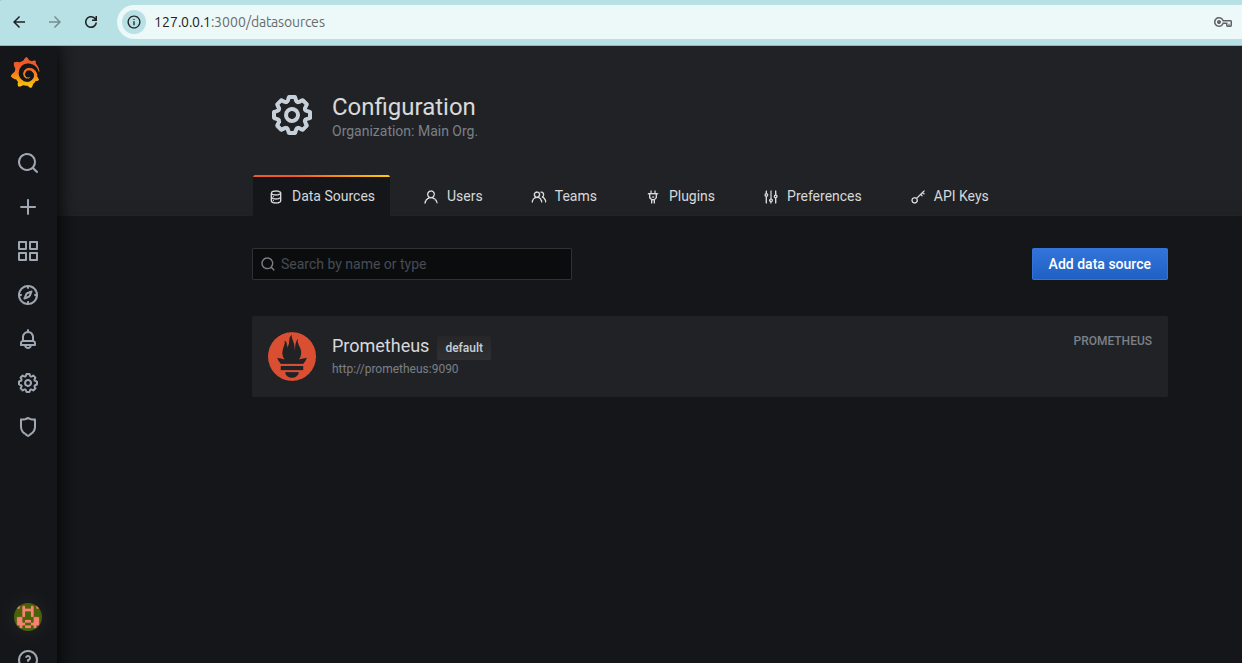 127.0.0.1:3000/datasources
Configuration
Organization: Main Org.
Data Sources Users Teams Plugins Preferences API Keys
Search by name or type Add data source
Prometheus default PROMETHEUS
http://prometheus:9090